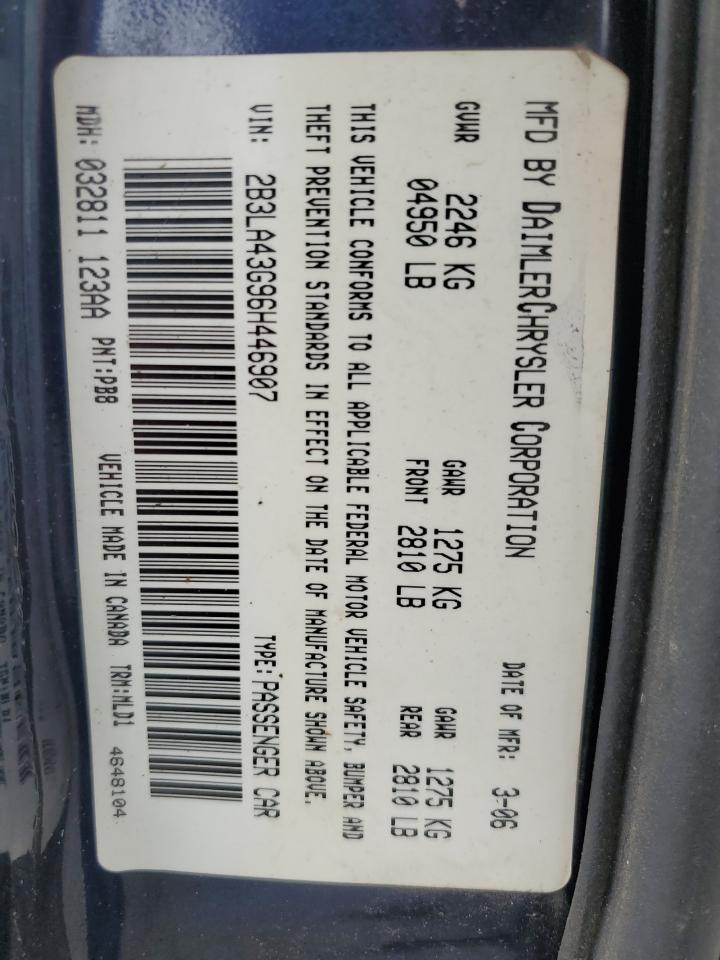 MFD BY DAIMLERCHRYSLER CORPORATION DATE OF MFR: 3-06
GVWR 2246 KG GAWR 1275 KG GAWR 1275 KG
04950 LB FRONT 2810 LB REAR 2810 LB
THIS VEHICLE CONFORMS TO ALL APPLICABLE FEDERAL MOTOR VEHICLE SAFETY, BUMPER AND
THEFT PREVENTION STANDARDS IN EFFECT ON THE DATE OF MANUFACTURE SHOWN ABOVE.
VIN: 2B3LA43G96H446907 TYPE: PASSENGER CAR
MDH: 032811 123AA PNT:PB8 VEHICLE MADE IN CANADA TRM:MLD1 4648104